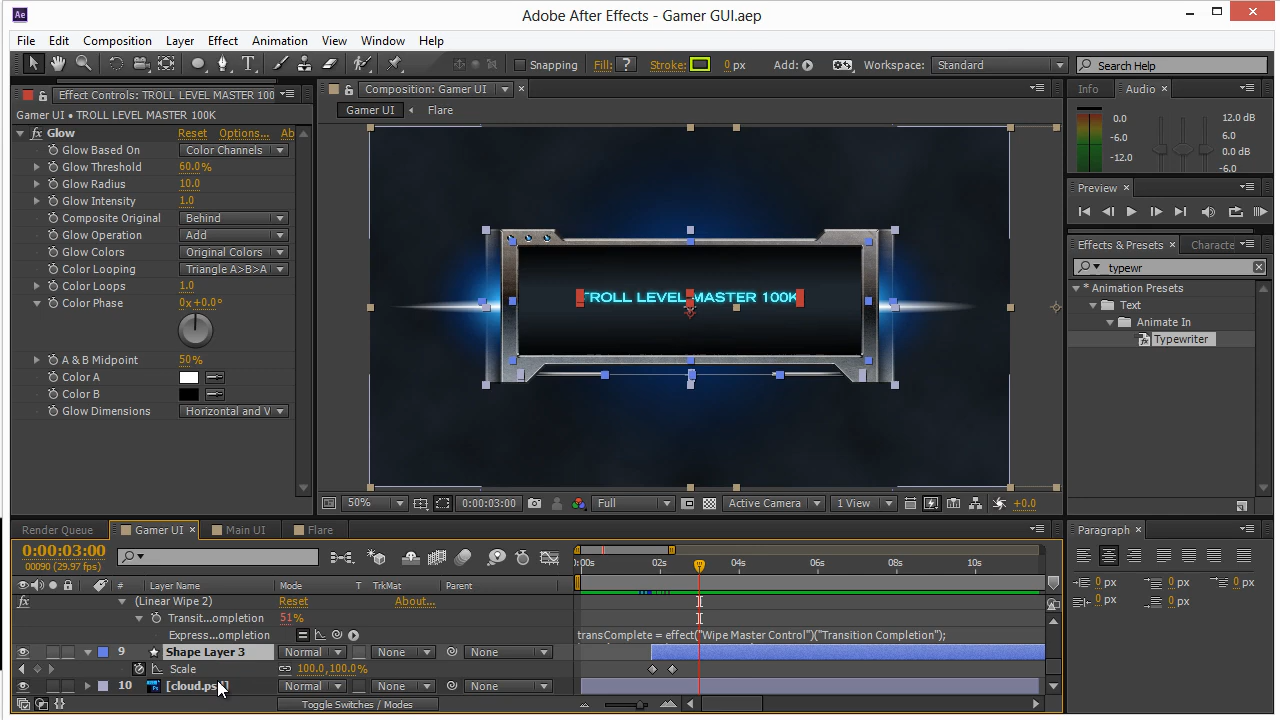 Ae
Adobe After Effects - Gamer GUI.aep
File Edit Composition Layer Effect Animation View Window Help
Snapping Fill: ? Stroke: 0 px Add: Workspace: Standard Search Help
Effect Controls: TROLL LEVEL MASTER 100
Gamer UI • TROLL LEVEL MASTER 100K
fx Glow Reset Options... Ab
Glow Based On Color Channels
Glow Threshold 60.0%
Glow Radius 10.0
Glow Intensity 1.0
Composite Original Behind
Glow Operation Add
Glow Colors Original Colors
Color Looping Triangle A>B>A
Color Loops 1.0
Color Phase 0x+0.0°
A & B Midpoint 50%
Color A
Color B
Glow Dimensions Horizontal and V
Composition: Gamer UI
Gamer UI Flare
TROLL LEVEL MASTER 100K
50% 0:00:03:00 Full Active Camera 1 View +0.0
Info Audio
0.0 12.0 dB
-6.0 6.0
-12.0 0.0 dB
-6.0
Preview
Effects & Presets Characte
typewr
* Animation Presets
Text
Animate In
Typewriter
Render Queue Gamer UI Main UI Flare
0:00:03:00
00090 (29.97 fps)
# Layer Name Mode T TrkMat Parent
:00s 02s 04s 06s 08s 10s
fx (Linear Wipe 2) Reset About...
Transit...ompletion 51%
Express...ompletion transComplete = effect("Wipe Master Control")("Transition Completion");
9 Shape Layer 3 Normal None None
Scale 100.0,100.0%
10 [cloud.ps Normal None None
Toggle Switches / Modes
Paragraph
0 px 0 px 0 px
0 px 0 px